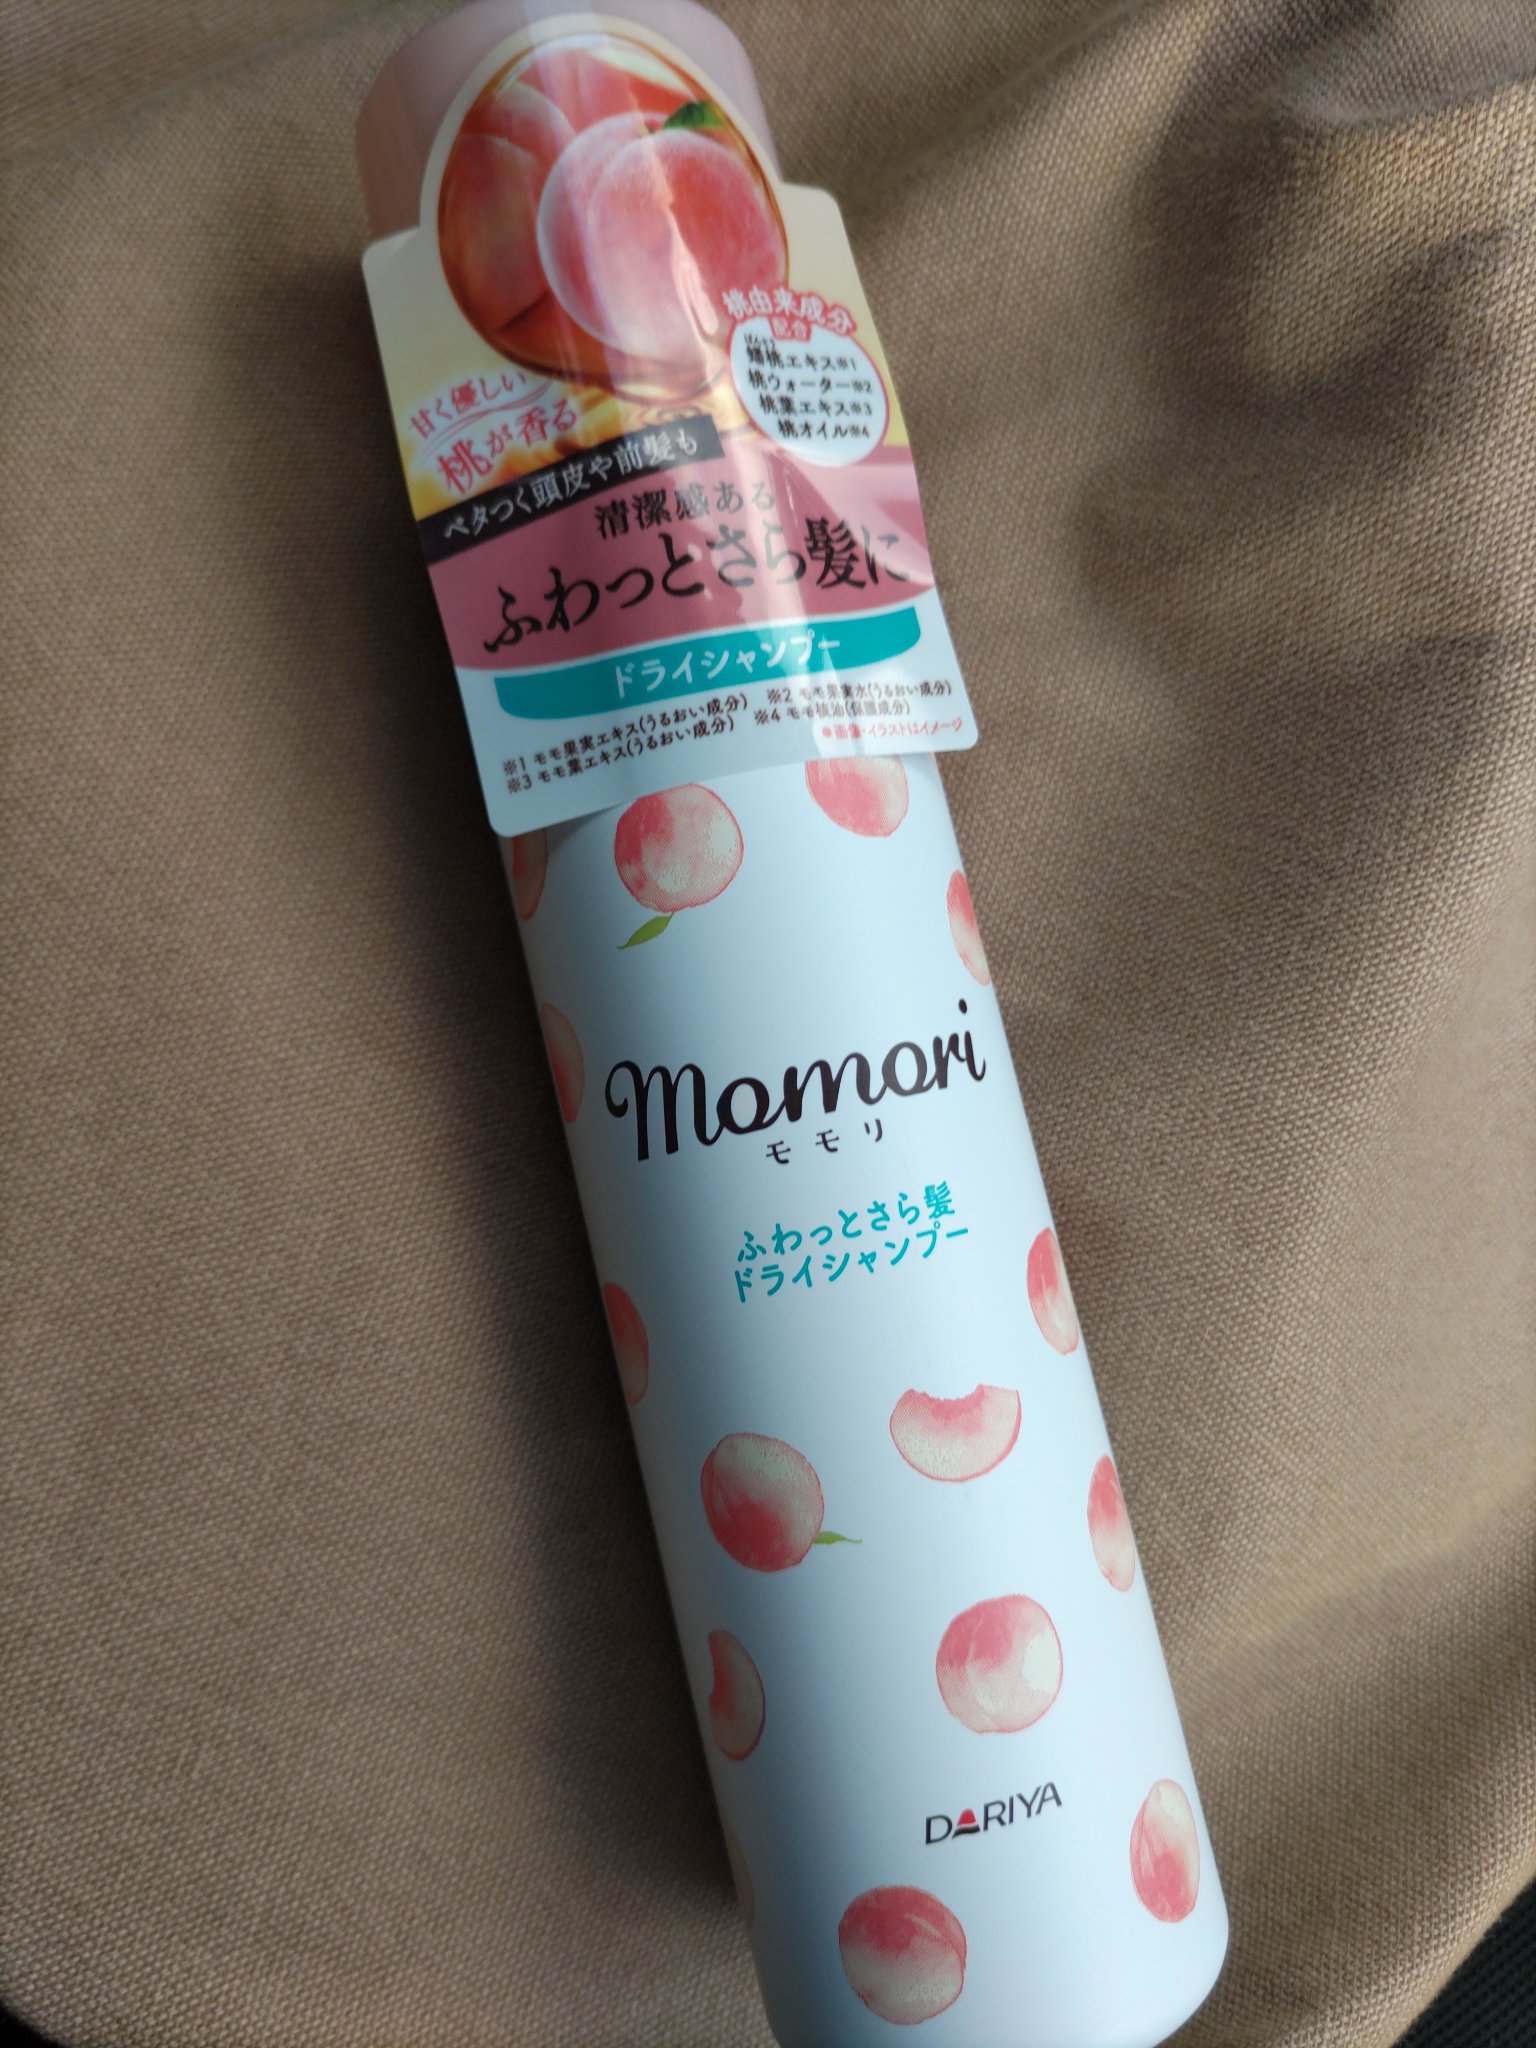 桃由来成分
配合
蟠桃エキス※1
桃ウォーター※2
桃葉エキス※3
桃オイル※4
甘く優しい
桃が香る
ベタつく頭皮や前髪も
清潔感ある
ふわっとさら髪に
ドライシャンプー
※1 モモ果実エキス(うるおい成分) ※2 モモ果実水(うるおい成分)
※3 モモ葉エキス(うるおい成分) ※4 モモ核油(保護成分)
●画像・イラストはイメージ
momori
モモリ
ふわっとさら髪
ドライシャンプー
DARIYA